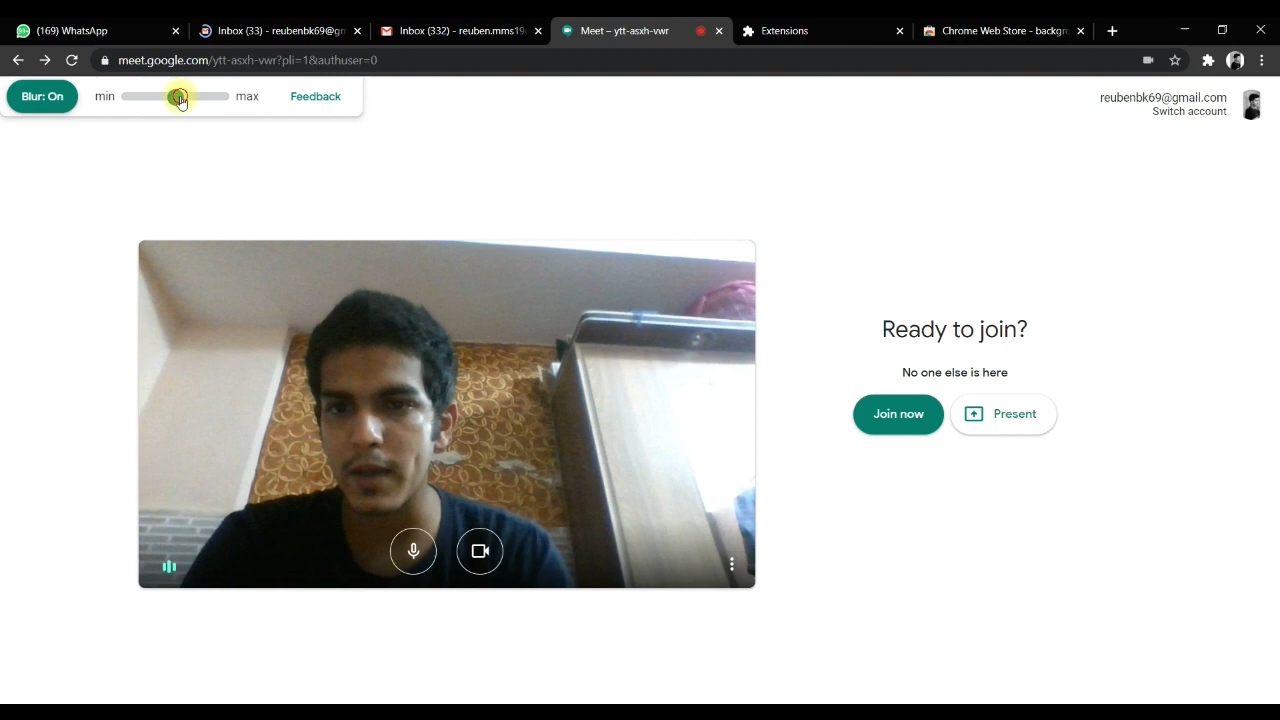 (169) WhatsApp
Inbox (33) - reubenbk69@gm
Inbox (332) - reuben.mms19
Meet – ytt-asxh-vwr
Extensions
Chrome Web Store - backgro
meet.google.com/ytt-asxh-vwr?pli=1&authuser=0
Blur: On
min
max
Feedback
reubenbk69@gmail.com
Switch account
Ready to join?
No one else is here
Join now
Present